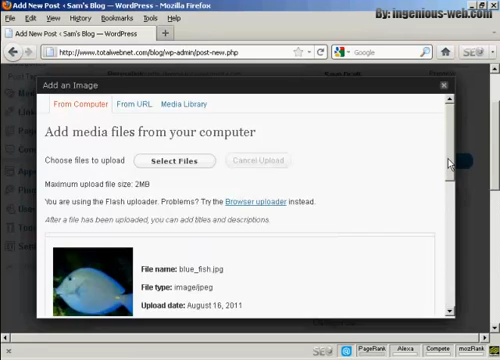 Add New Post ‹ Sam's Blog — WordPress - Mozilla Firefox
By: ingenious-web.com
File Edit View History Bookmarks Tools Help
Add New Post ‹ Sam's Blog — WordPress
http://www.totalwebnet.com/blog/wp-admin/post-new.php
Google
Add an Image
From Computer From URL Media Library
Add media files from your computer
Choose files to upload Select Files Cancel Upload
Maximum upload file size: 2MB
You are using the Flash uploader. Problems? Try the Browser uploader instead.
After a file has been uploaded, you can add titles and descriptions.
File name: blue_fish.jpg
File type: image/jpeg
Upload date: August 16, 2011
PageRank Alexa Compete mozRank